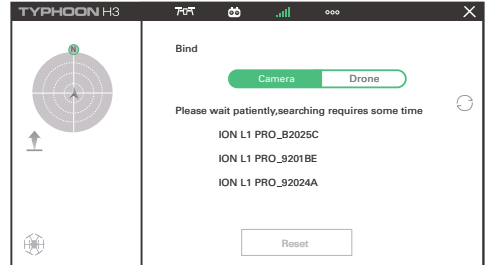 TYPHOON H3
N
Bind
Camera Drone
Please wait patiently,searching requires some time
ION L1 PRO_B2025C
ION L1 PRO_9201BE
ION L1 PRO_92024A
Reset